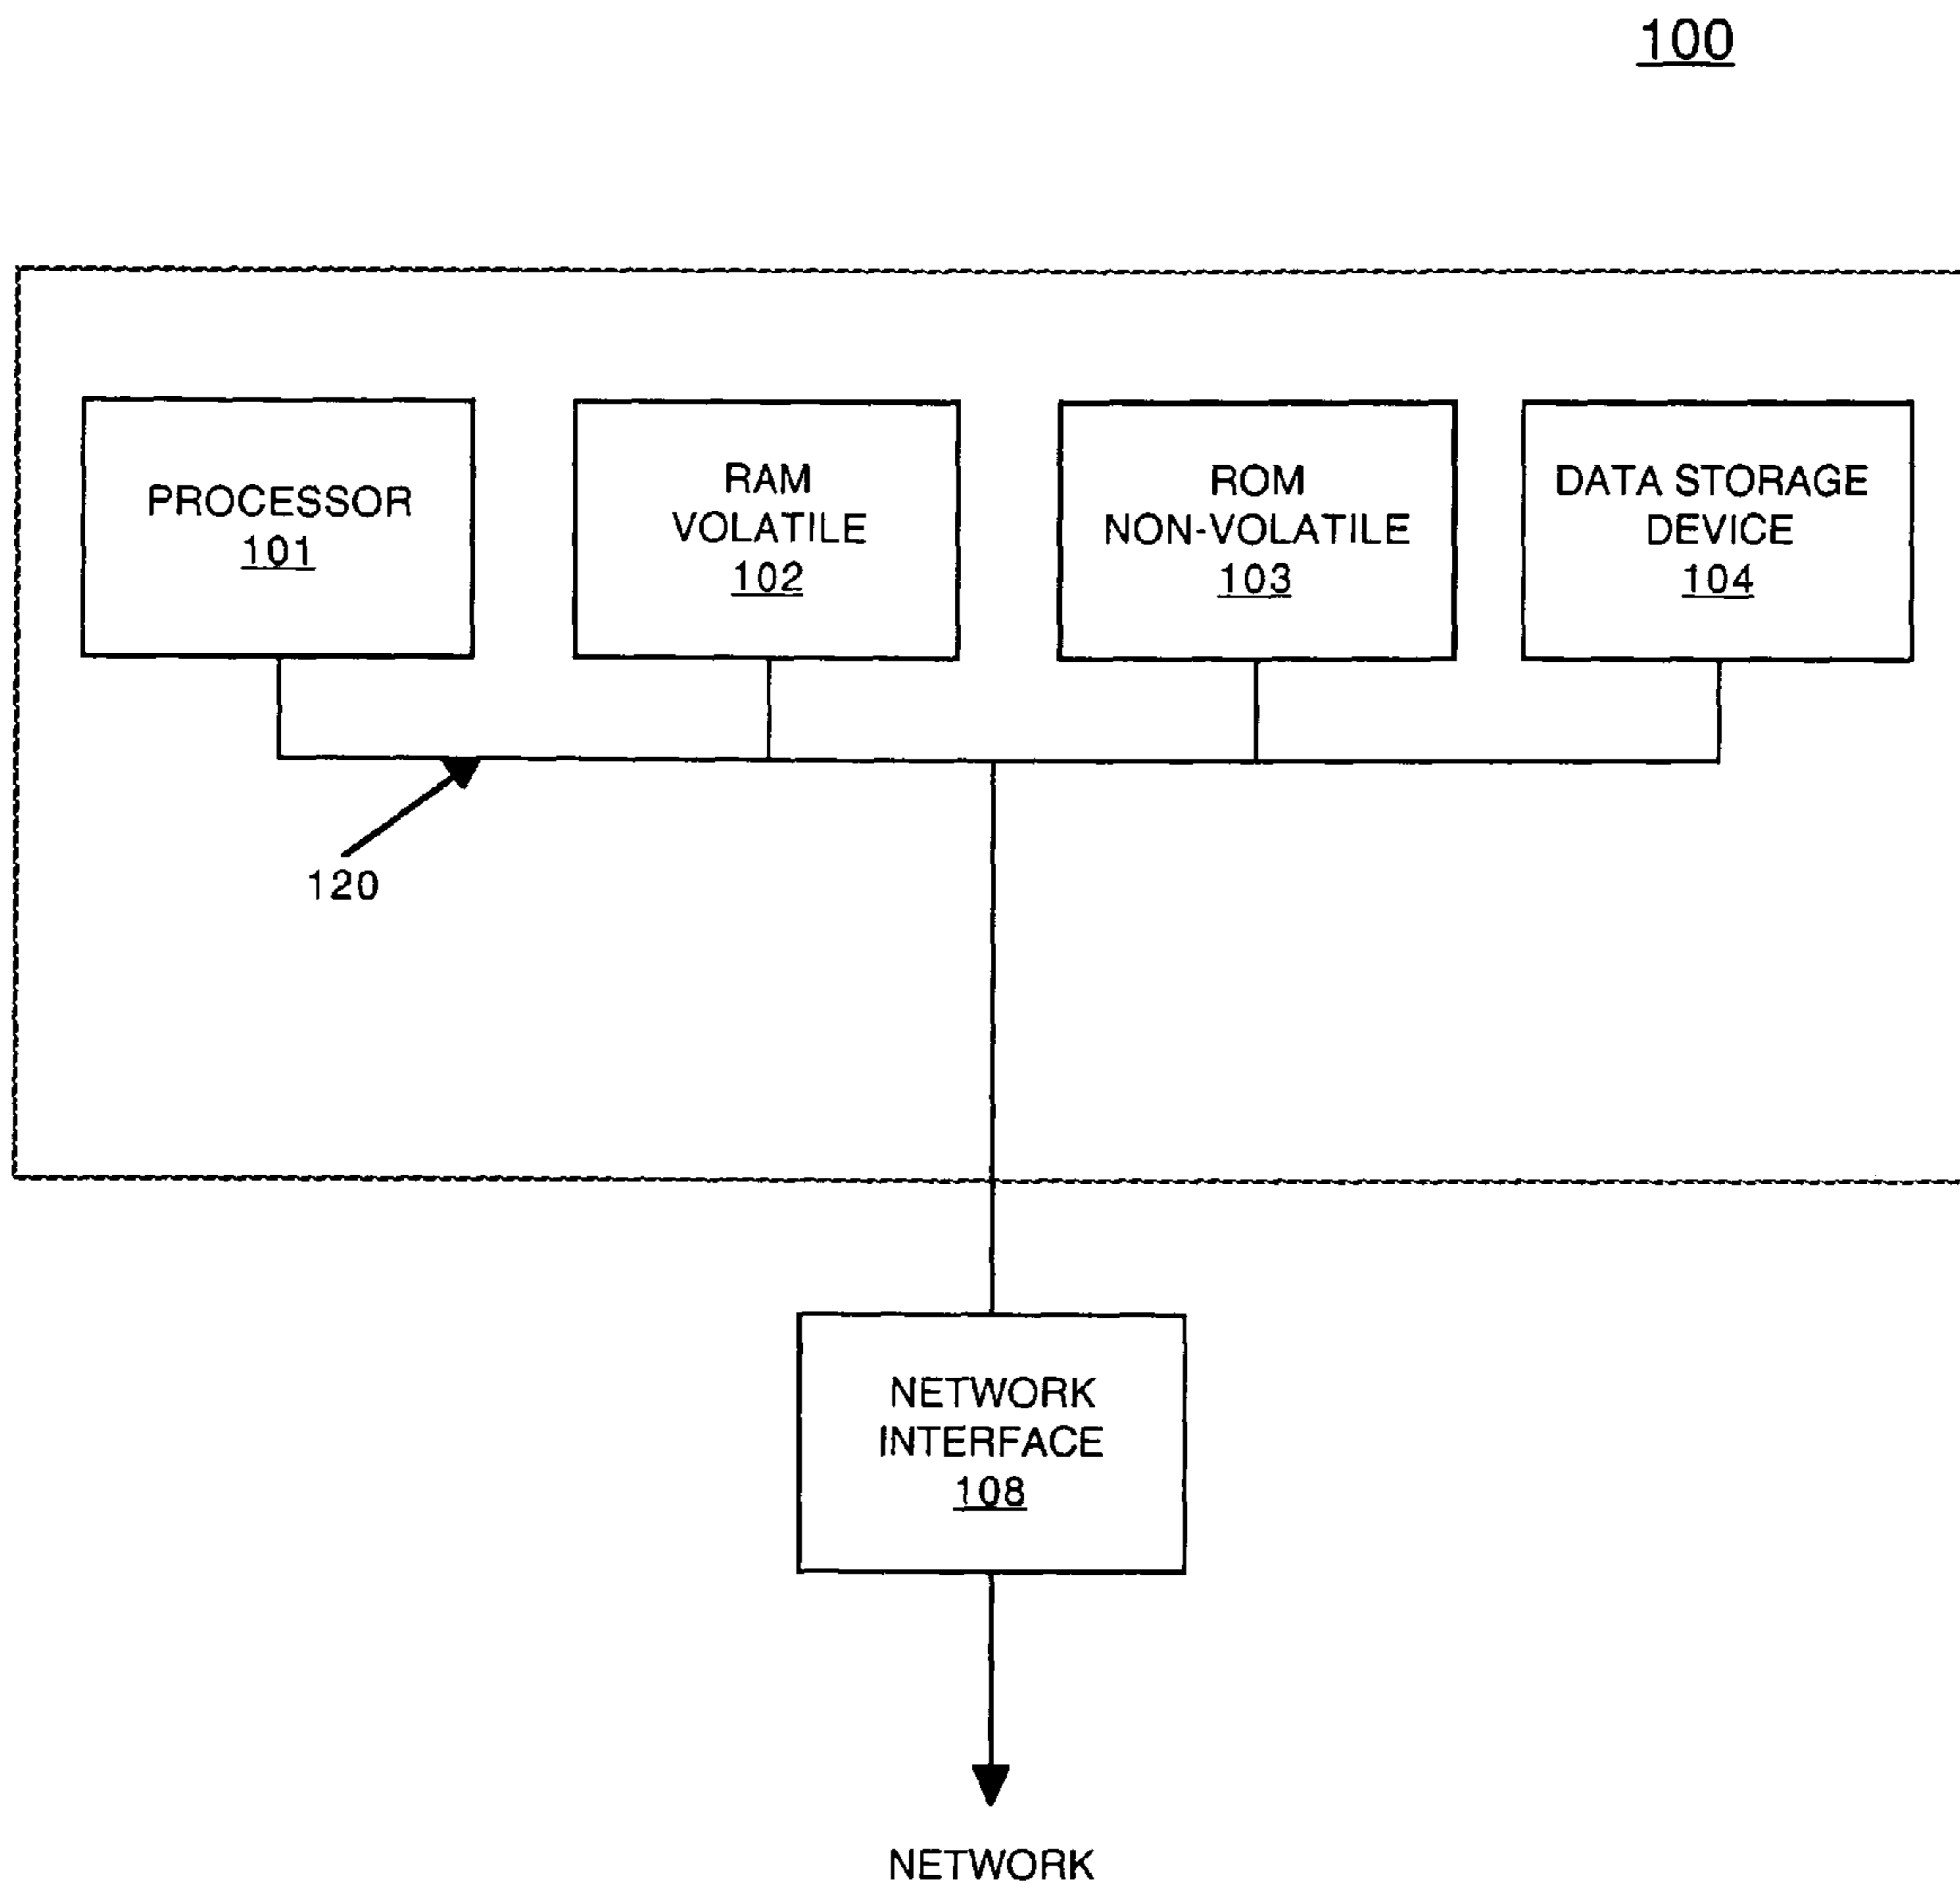 100
PROCESSOR
101
RAM
VOLATILE
102
ROM
NON-VOLATILE
103
DATA STORAGE
DEVICE
104
120
NETWORK
INTERFACE
108
NETWORK